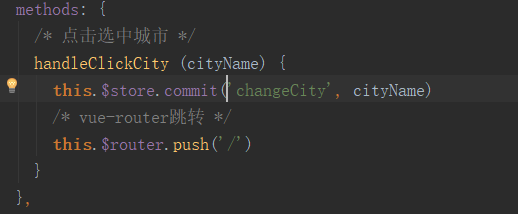 methods: {
/* 点击选中城市 */
handleClickCity (cityName) {
this.$store.commit('changeCity', cityName)
/* vue-router跳转 */
this.$router.push('/')
}
},